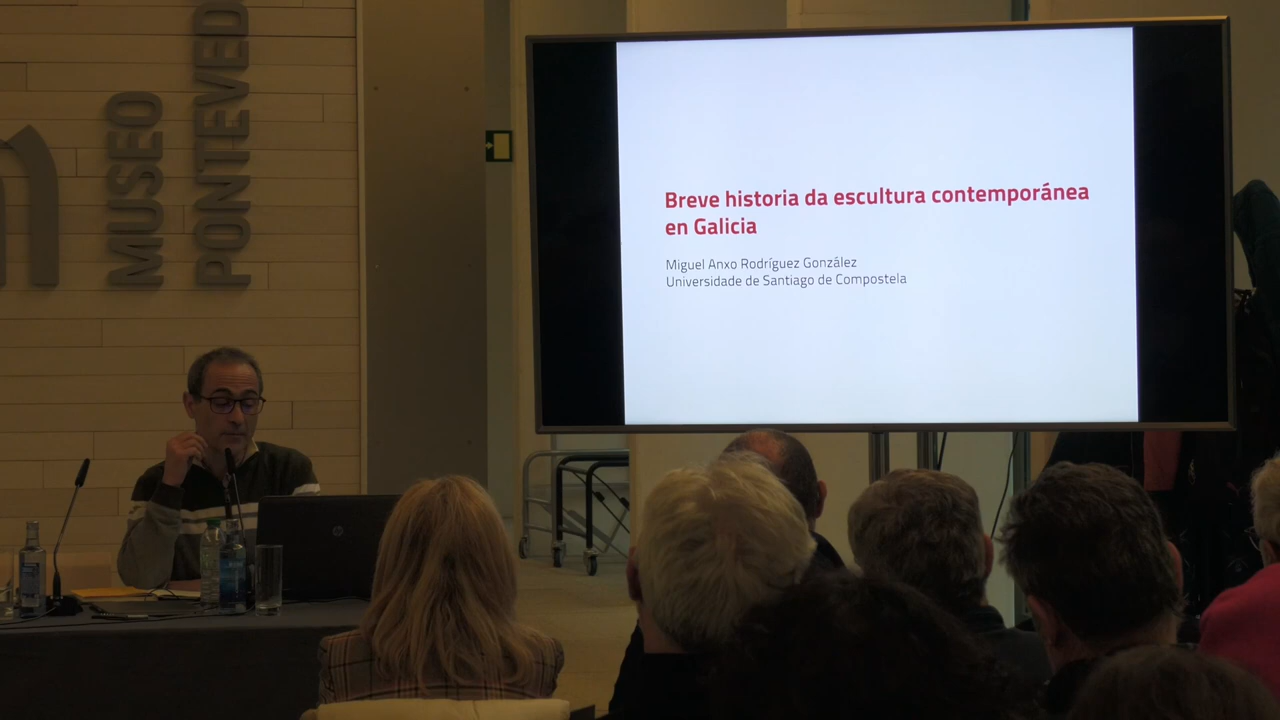 MUSEO
PONTEVED
Breve historia da escultura contemporánea
en Galicia
Miguel Anxo Rodríguez González
Universidade de Santiago de Compostela